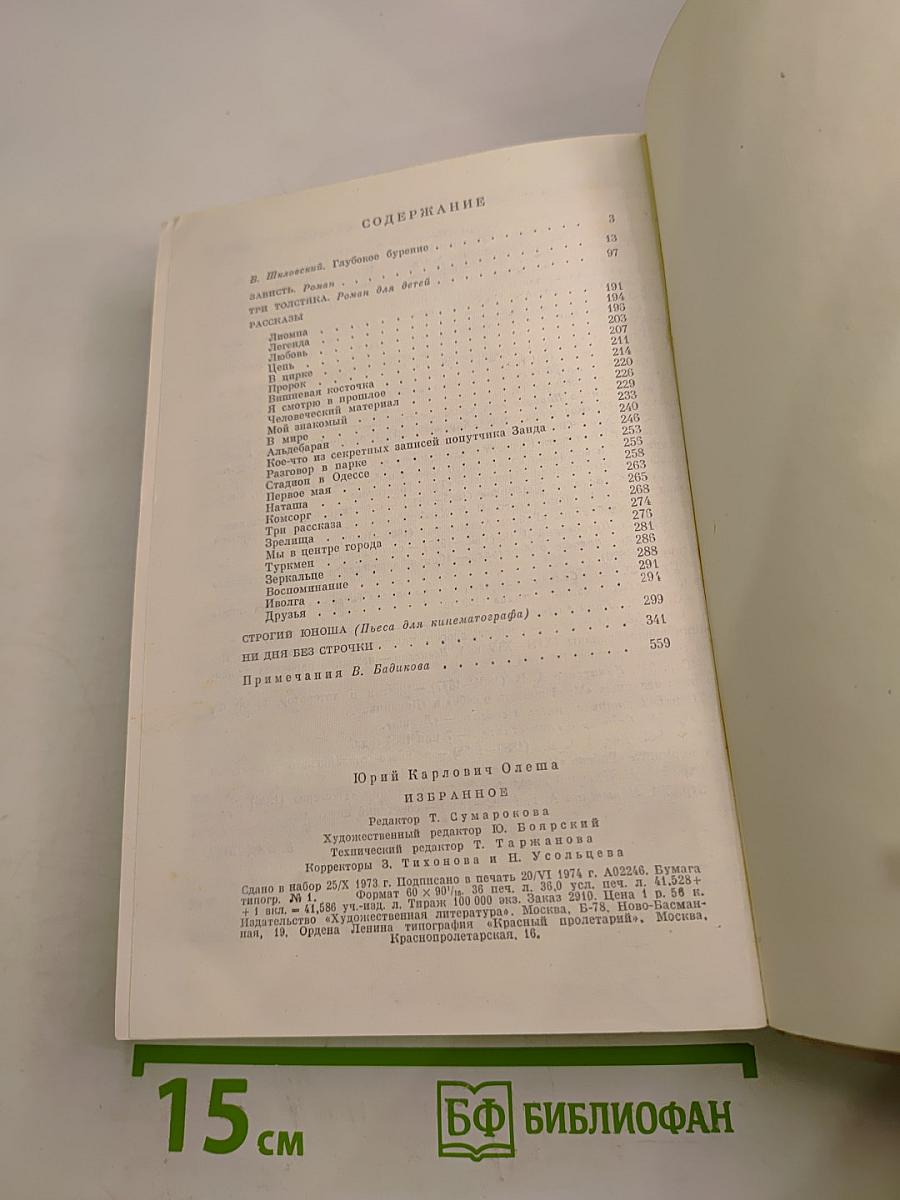 СОДЕРЖАНИЕ
В. Шкловский. Глубокое бурение . . . . . . . . . . 3
ЗАВИСТЬ. Роман . . . . . . . . . . 13
ТРИ ТОЛСТЯКА. Роман для детей . . . . . . . . . . 97
РАССКАЗЫ
Лиомпа . . . . . . . . . . 191
Легенда . . . . . . . . . . 194
Любовь . . . . . . . . . . 196
Цепь . . . . . . . . . . 203
В цирке . . . . . . . . . . 207
Пророк . . . . . . . . . . 211
Вишневая косточка . . . . . . . . . . 214
Я смотрю в прошлое . . . . . . . . . . 220
Человеческий материал . . . . . . . . . . 226
Мой знакомый . . . . . . . . . . 229
В мире . . . . . . . . . . 233
Альдебаран . . . . . . . . . . 240
Кое-что из секретных записей попутчика Занда . . . . . 246
Разговор в парке . . . . . . . . . . 253
Стадион в Одессе . . . . . . . . . . 256
Первое мая . . . . . . . . . . 258
Наташа . . . . . . . . . . 263
Комсорг . . . . . . . . . . 265
Три рассказа . . . . . . . . . . 268
Зрелища . . . . . . . . . . 274
Мы в центре города . . . . . . . . . . 276
Туркмен . . . . . . . . . . 281
Зеркальце . . . . . . . . . . 286
Воспоминание . . . . . . . . . . 288
Иволга . . . . . . . . . . 291
Друзья . . . . . . . . . . 294
СТРОГИЙ ЮНОША (Пьеса для кинематографа) . . . . . 299
НИ ДНЯ БЕЗ СТРОЧКИ . . . . . . . . . . 341
Примечания В. Бадикова . . . . . . . . . . 559
Юрий Карлович Олеша
ИЗБРАННОЕ
Редактор Т. Сумарокова
Художественный редактор Ю. Боярский
Технический редактор Т. Таржанова
Корректоры З. Тихонова и Н. Усольцева
Сдано в набор 25/X 1973 г. Подписано в печать 20/VI 1974 г. А02246. Бумага
типогр. № 1. Формат 60 × 90 1/16. 36 печ. л. 36,0 усл. печ. л. 41,528+
+ 1 вкл. = 41,586 уч.-изд. л. Тираж 100 000 экз. Заказ 2910. Цена 1 р. 56 к.
Издательство «Художественная литература». Москва, Б-78, Ново-Басман-
ная, 19. Ордена Ленина типография «Красный пролетарий». Москва,
Краснопролетарская, 16.
15 см
БФ БИБЛИОФАН